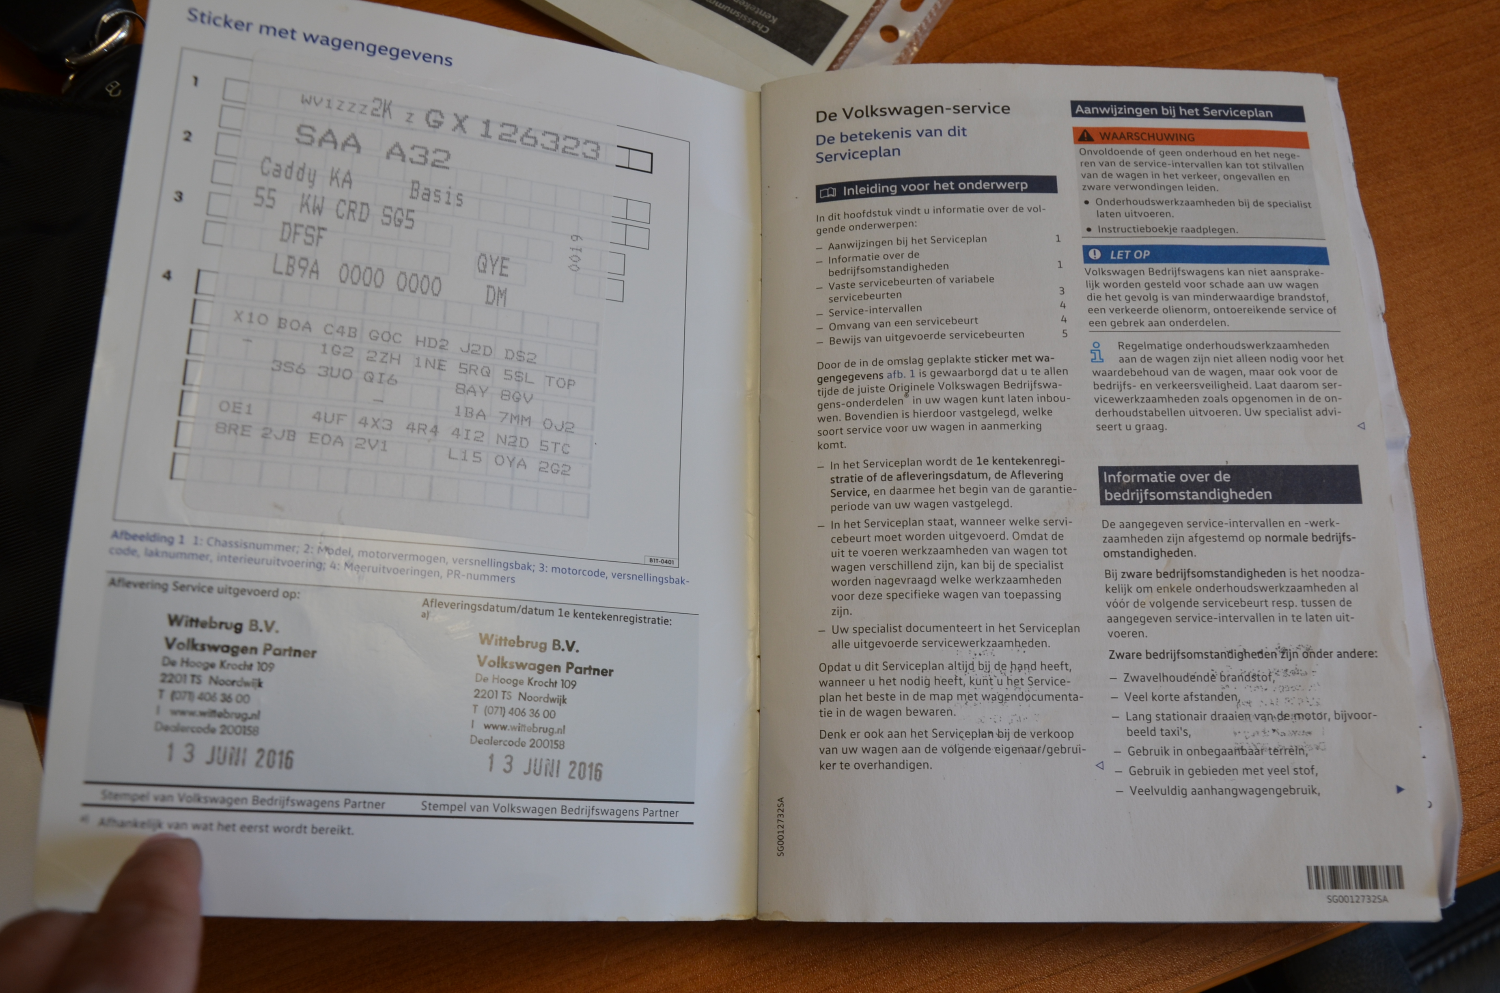 Chassisnummer
Sticker met wagengegevens
1
WV1ZZZ2K Z GX126323
2
SAA A32
Caddy KA Basis
3
55 KW CRD SG5
DFSF QYE 0019
4
LB9A 0000 0000 DM
X10 B0A C4B G0C HD2 J2D DS2
- 1G2 2ZH 1NE 5RQ 5SL TOP
3S6 3U0 QI6 8AY 8GV
- 1BA 7MM 0J2
0E1 4UF 4X3 4R4 4I2 N2D 5TC
8RE 2JB E0A 2V1 L15 0YA 2G2
B1T-0401
Afbeelding 1 1: Chassisnummer; 2: Model, motorvermogen, versnellingsbak; 3: motorcode, versnellingsbak-
code, laknummer, interieuruitvoering; 4: Meeruitvoeringen, PR-nummers
Aflevering Service uitgevoerd op:
Afleveringsdatum/datum 1e kentekenregistratie:
a)
Wittebrug B.V.
Volkswagen Partner
De Hooge Krocht 109
2201 TS Noordwijk
T (071) 406 36 00
I www.wittebrug.nl
Dealercode 200158
13 JUNI 2016
Wittebrug B.V.
Volkswagen Partner
De Hooge Krocht 109
2201 TS Noordwijk
T (071) 406 36 00
I www.wittebrug.nl
Dealercode 200158
13 JUNI 2016
Stempel van Volkswagen Bedrijfswagens Partner
Stempel van Volkswagen Bedrijfswagens Partner
a) Afhankelijk van wat het eerst wordt bereikt.
De Volkswagen-service
De betekenis van dit
Serviceplan
Inleiding voor het onderwerp
In dit hoofdstuk vindt u informatie over de vol-
gende onderwerpen:
– Aanwijzingen bij het Serviceplan 1
– Informatie over de
bedrijfsomstandigheden 1
– Vaste servicebeurten of variabele
servicebeurten 3
– Service-intervallen 4
– Omvang van een servicebeurt 4
– Bewijs van uitgevoerde servicebeurten 5
Door de in de omslag geplakte sticker met wa-
gengegevens afb. 1 is gewaarborgd dat u te allen
tijde de juiste Originele Volkswagen Bedrijfswa-
gens-onderdelen® in uw wagen kunt laten inbou-
wen. Bovendien is hierdoor vastgelegd, welke
soort service voor uw wagen in aanmerking
komt.
– In het Serviceplan wordt de 1e kentekenregi-
stratie of de afleveringsdatum, de Aflevering
Service, en daarmee het begin van de garantie-
periode van uw wagen vastgelegd.
– In het Serviceplan staat, wanneer welke servi-
cebeurt moet worden uitgevoerd. Omdat de
uit te voeren werkzaamheden van wagen tot
wagen verschillend zijn, kan bij de specialist
worden nagevraagd welke werkzaamheden
voor deze specifieke wagen van toepassing
zijn.
– Uw specialist documenteert in het Serviceplan
alle uitgevoerde servicewerkzaamheden.
Opdat u dit Serviceplan altijd bij de hand heeft,
wanneer u het nodig heeft, kunt u het Service-
plan het beste in de map met wagendocumenta-
tie in de wagen bewaren.
Denk er ook aan het Serviceplan bij de verkoop
van uw wagen aan de volgende eigenaar/gebrui-
ker te overhandigen.
SG0012732SA
Aanwijzingen bij het Serviceplan
WAARSCHUWING
Onvoldoende of geen onderhoud en het nege-
ren van de service-intervallen kan tot stilvallen
van de wagen in het verkeer, ongevallen en
zware verwondingen leiden.
• Onderhoudswerkzaamheden bij de specialist
laten uitvoeren.
• Instructieboekje raadplegen.
LET OP
Volkswagen Bedrijfswagens kan niet aansprake-
lijk worden gesteld voor schade aan uw wagen
die het gevolg is van minderwaardige brandstof,
een verkeerde olienorm, ontoereikende service of
een gebrek aan onderdelen.
Regelmatige onderhoudswerkzaamheden
aan de wagen zijn niet alleen nodig voor het
waardebehoud van de wagen, maar ook voor de
bedrijfs- en verkeersveiligheid. Laat daarom ser-
vicewerkzaamheden zoals opgenomen in de on-
derhoudstabellen uitvoeren. Uw specialist advi-
seert u graag.
Informatie over de
bedrijfsomstandigheden
De aangegeven service-intervallen en -werk-
zaamheden zijn afgestemd op normale bedrijfs-
omstandigheden.
Bij zware bedrijfsomstandigheden is het noodza-
kelijk om enkele onderhoudswerkzaamheden al
vóór de volgende servicebeurt resp. tussen de
aangegeven service-intervallen in te laten uit-
voeren.
Zware bedrijfsomstandigheden zijn onder andere:
– Zwavelhoudende brandstof,
– Veel korte afstanden,
– Lang stationair draaien van de motor, bijvoor-
beeld taxi's,
– Gebruik in onbegaanbaar terrein,
– Gebruik in gebieden met veel stof,
– Veelvuldig aanhangwagengebruik,
SG0012732SA